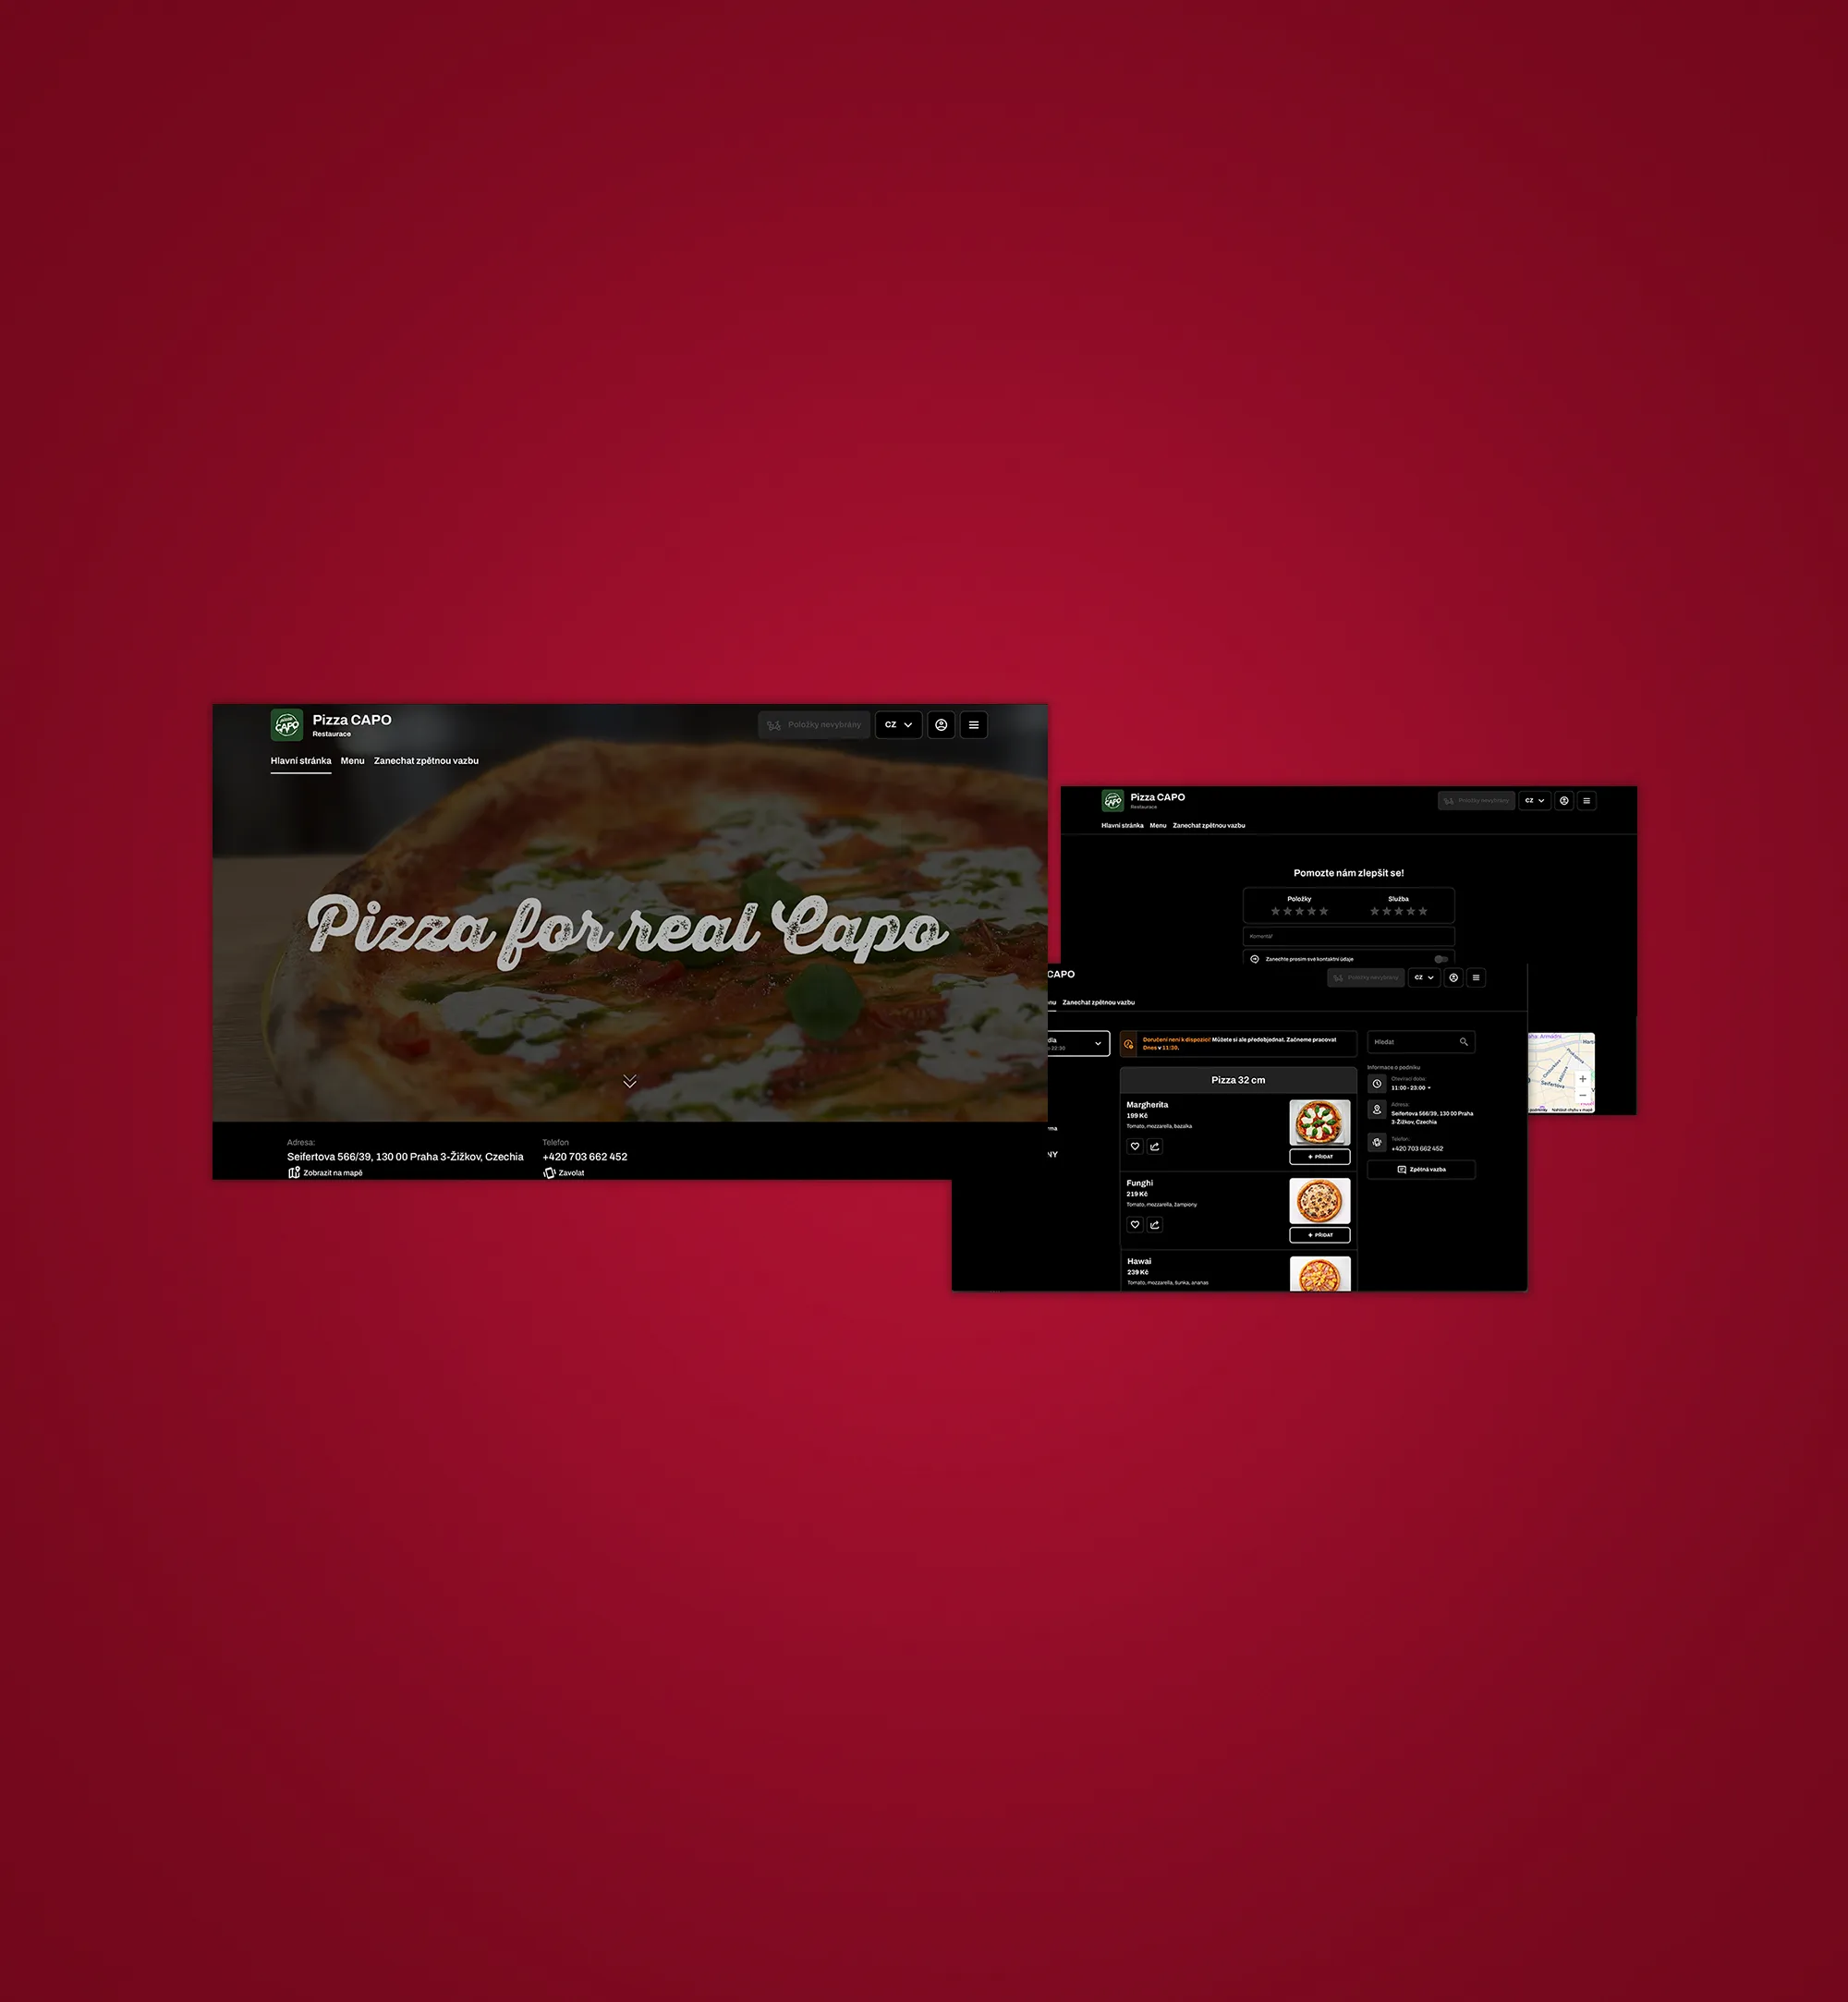 Pizza CAPO
Restaurace
Položky nevybrány
CZ
Hlavní stránka Menu Zanechat zpětnou vazbu
Pizza for real Capo
Adresa:
Seifertova 566/39, 130 00 Praha 3-Žižkov, Czechia
Zobrazit na mapě
Telefon
+420 703 662 452
Zavolat
Pizza CAPO
Restaurace
Položky nevybrány
CZ
Hlavní stránka Menu Zanechat zpětnou vazbu
Pomozte nám zlepšit se!
Položky
Služba
Komentář
Zanechte prosím své kontaktní údaje
CAPO
Položky nevybrány
CZ
Zanechat zpětnou vazbu
22:30
Doručení není k dispozici! Můžete si ale předobjednat. Začneme pracovat
Dnes v 11:30.
Pizza 32 cm
Margherita
199 Kč
Tomato, mozzarella, bazalka
+ PŘIDAT
Funghi
219 Kč
Tomato, mozzarella, žampony
+ PŘIDAT
Hawai
239 Kč
Tomato, mozzarella, šunka, ananas
Hledat
Informace o podniku
Otevírací doba:
11:00 - 23:00
Adresa:
Seifertova 566/39, 130 00 Praha
3-Žižkov, Czechia
Telefon:
+420 703 662 452
Zpětná vazba
Seifertova